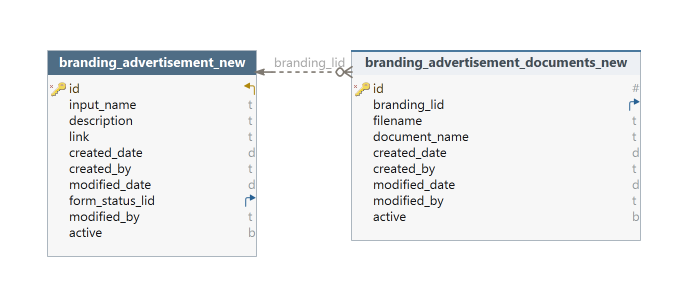 branding_advertisement_new
id
input_name t
description t
link t
created_date d
created_by t
modified_date d
form_status_lid
modified_by t
active b
branding_lid
branding_advertisement_documents_new
id #
branding_lid
filename t
document_name t
created_date d
created_by t
modified_date d
modified_by t
active b